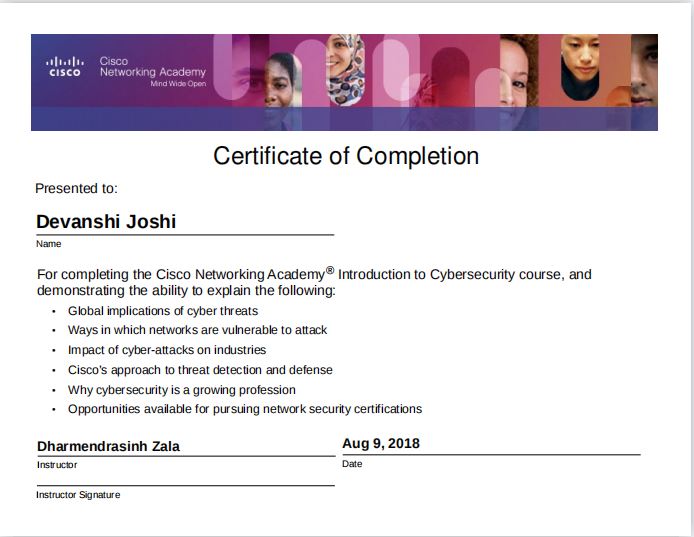 CISCO
Cisco
Networking Academy
Mind Wide Open
Certificate of Completion
Presented to:
Devanshi Joshi
Name
For completing the Cisco Networking Academy® Introduction to Cybersecurity course, and
demonstrating the ability to explain the following:
• Global implications of cyber threats
• Ways in which networks are vulnerable to attack
• Impact of cyber-attacks on industries
• Cisco's approach to threat detection and defense
• Why cybersecurity is a growing profession
• Opportunities available for pursuing network security certifications
Dharmendrasinh Zala
Instructor
Aug 9, 2018
Date
Instructor Signature